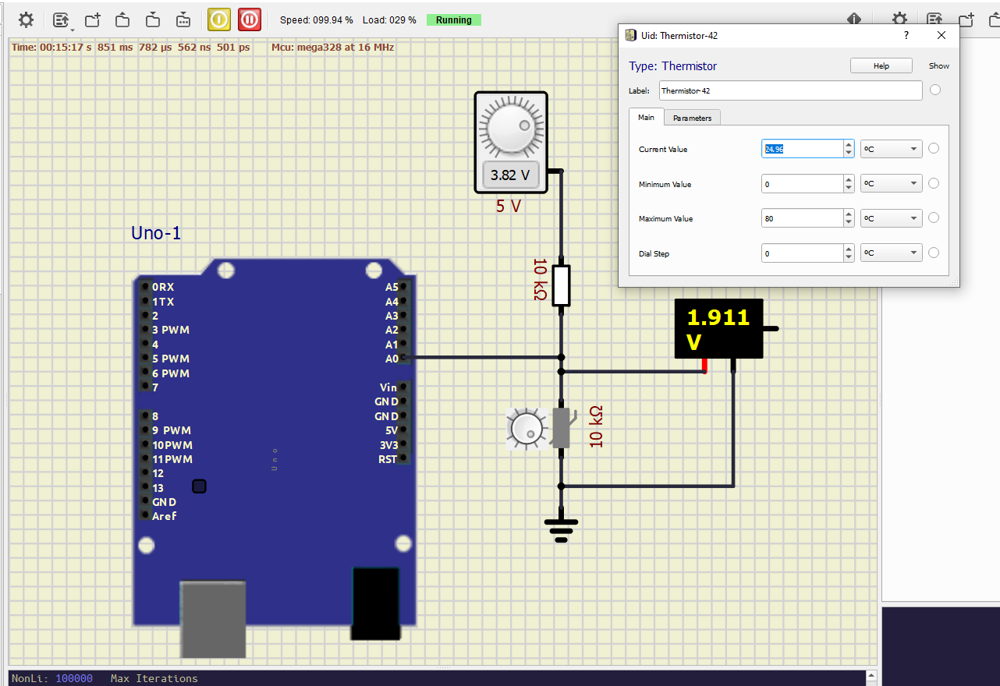 Speed: 099.94 % Load: 029 % Running
Time: 00:15:17 s 851 ms 782 µs 562 ns 501 ps Mcu: mega328 at 16 MHz
Uid: Thermistor-42 ?
Type: Thermistor Help Show
Label: Thermistor-42
Main Parameters
Current Value 24.96 ºC
Minimum Value 0 ºC
Maximum Value 80 ºC
Dial Step 0 ºC
3.82 V
5 V
10 kΩ
1.911
V
10 kΩ
Uno-1
0RX A5
1TX A4
2 A3
3 PWM A2
4 A1
5 PWM A0
6 PWM
7 Vin
GND
8 GND
9 PWM 5V
10PWM 3V3
11PWM RST
12
13
GND
Aref
Uno
NonLi: 100000 Max Iterations